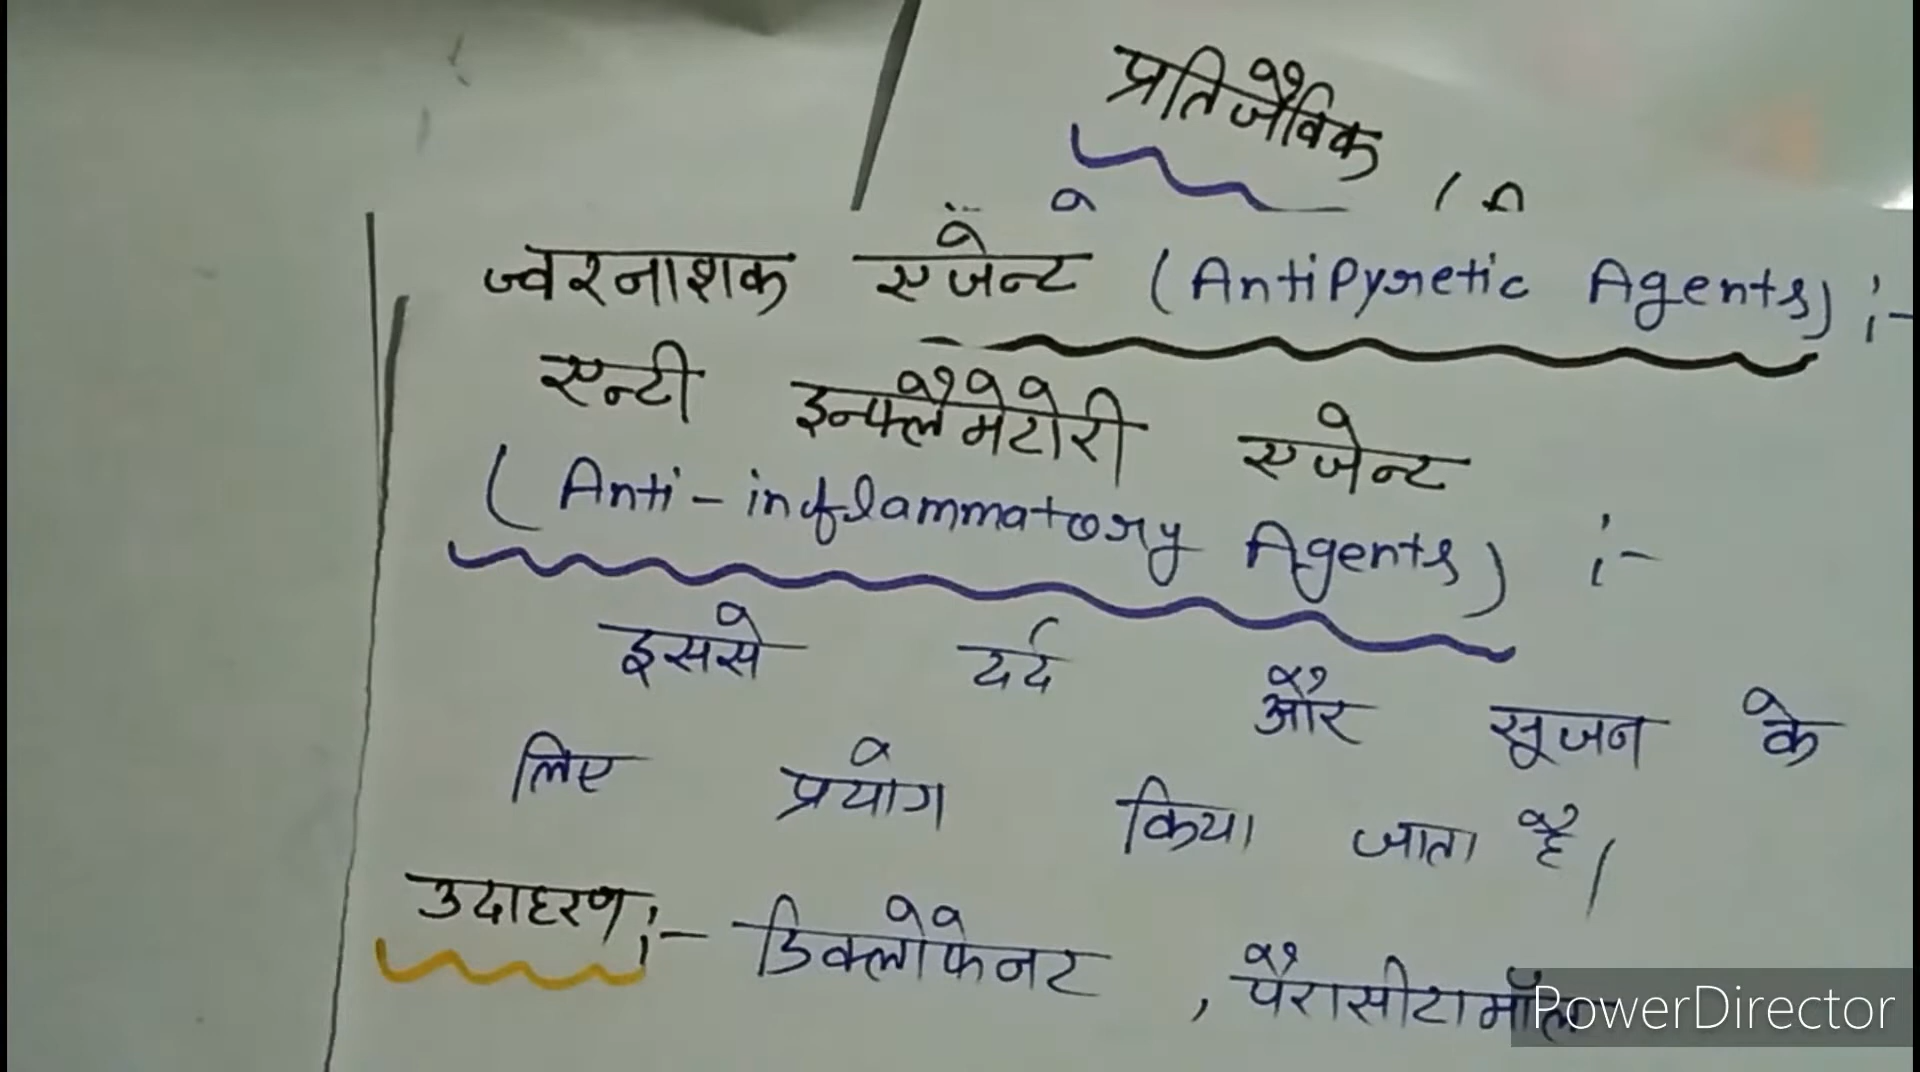 प्रतिजैविक
ज्वरनाशक एजेन्ट (Antipyretic Agents) :-
एन्टी इन्फ्लैमेटोरी एजेन्ट
(Anti-inflammatory Agents) :-
इससे दर्द और सूजन के
लिए प्रयोग किया जाता है।
उदाहरण :- डिक्लोफेनट , पैरासीटामॉल
PowerDirector